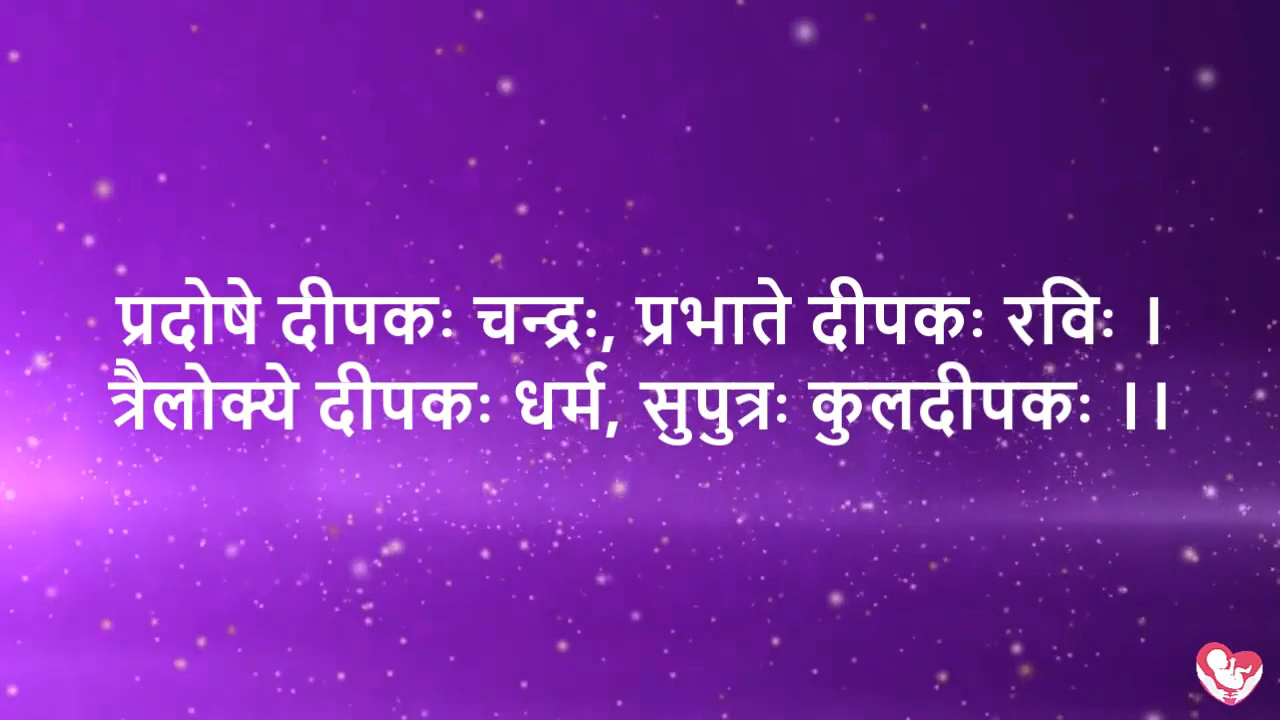 प्रदोषे दीपकः चन्द्रः, प्रभाते दीपकः रविः ।
त्रैलोक्ये दीपकः धर्म, सुपुत्रः कुलदीपकः ।।